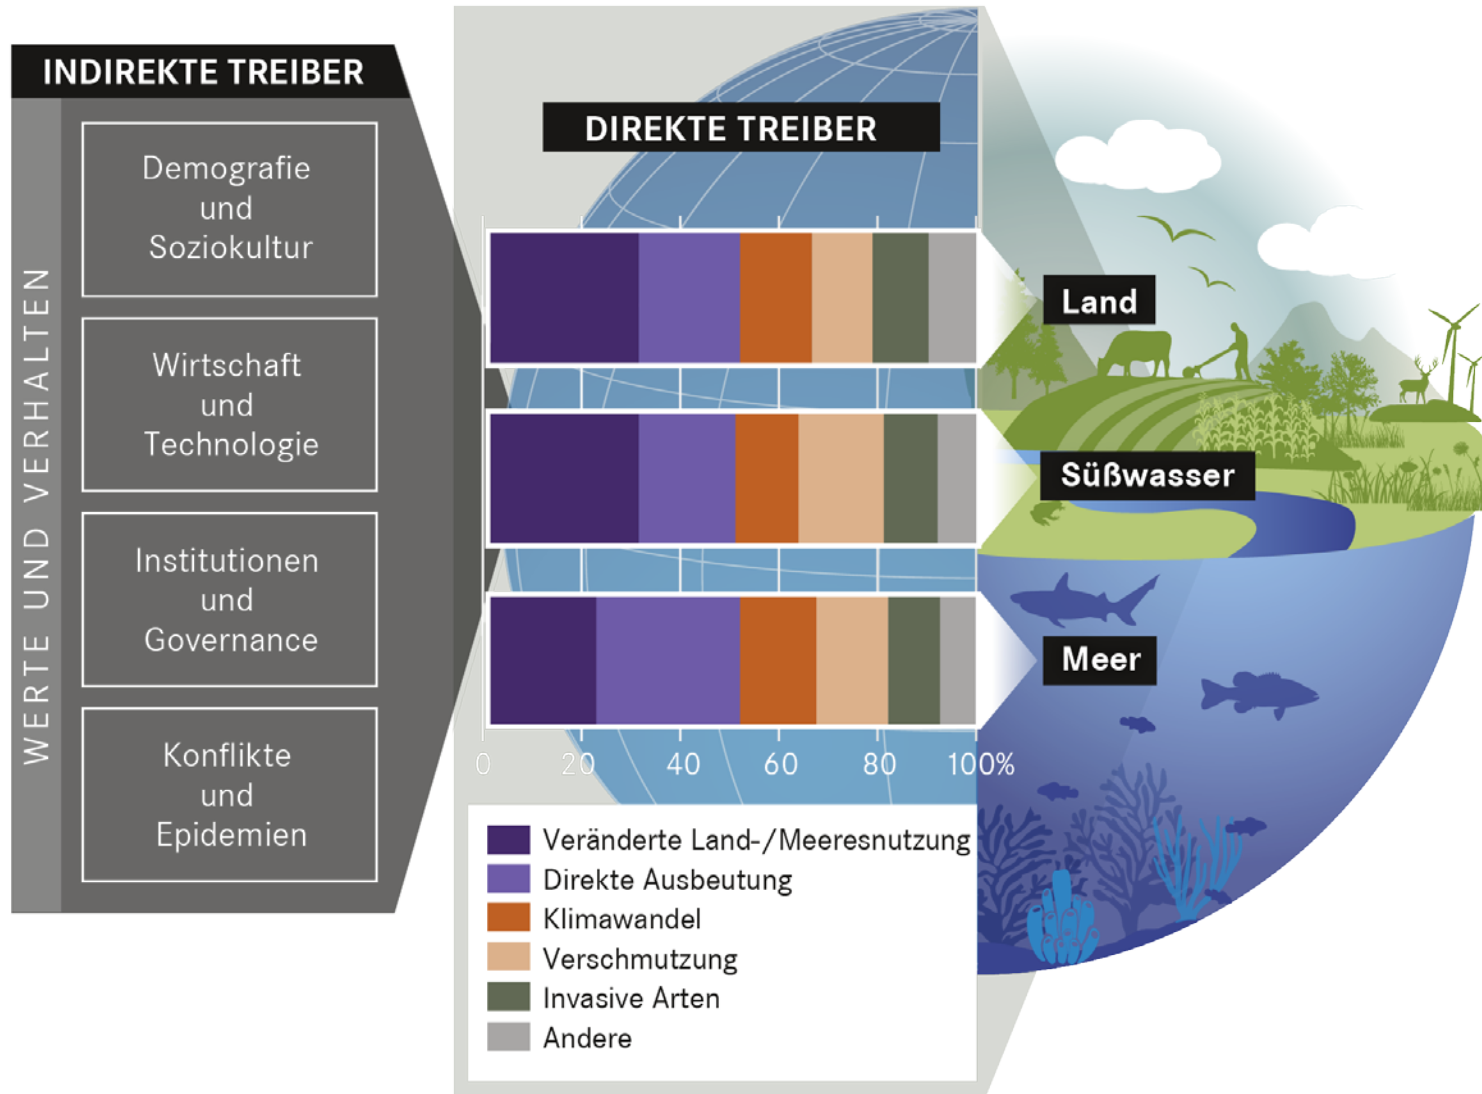 INDIREKTE TREIBER
WERTE UND VERHALTEN
Demografie
und
Soziokultur
Wirtschaft
und
Technologie
Institutionen
und
Governance
Konflikte
und
Epidemien
DIREKTE TREIBER
Land
Süßwasser
Meer
0 20 40 60 80 100%
Veränderte Land-/Meeresnutzung
Direkte Ausbeutung
Klimawandel
Verschmutzung
Invasive Arten
Andere